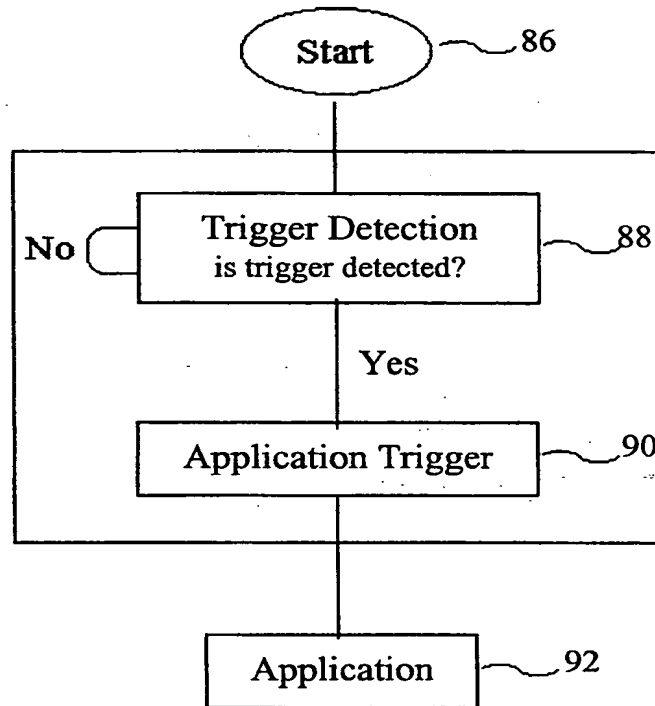 Start
86
Trigger Detection
is trigger detected?
No
88
Yes
Application Trigger
90
Application
92